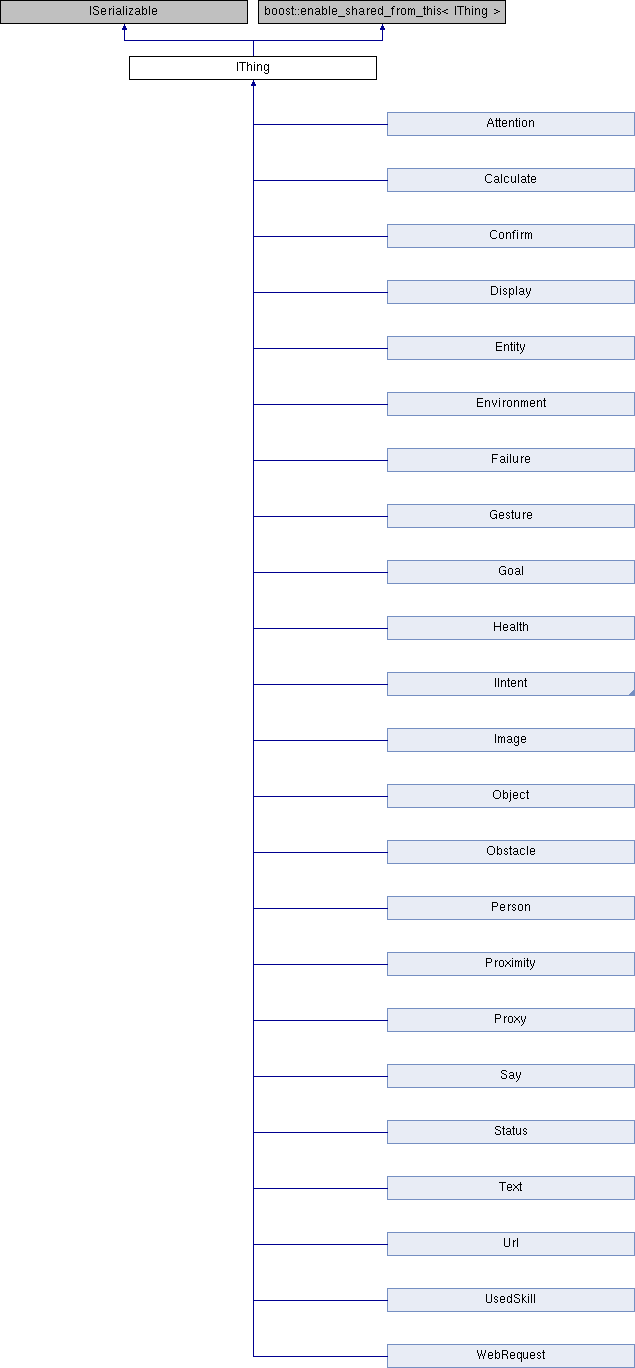 ISerializable
boost::enable_shared_from_this< IThing >
IThing
Attention
Calculate
Confirm
Display
Entity
Environment
Failure
Gesture
Goal
Health
IIntent
Image
Object
Obstacle
Person
Proximity
Proxy
Say
Status
Text
Url
UsedSkill
WebRequest